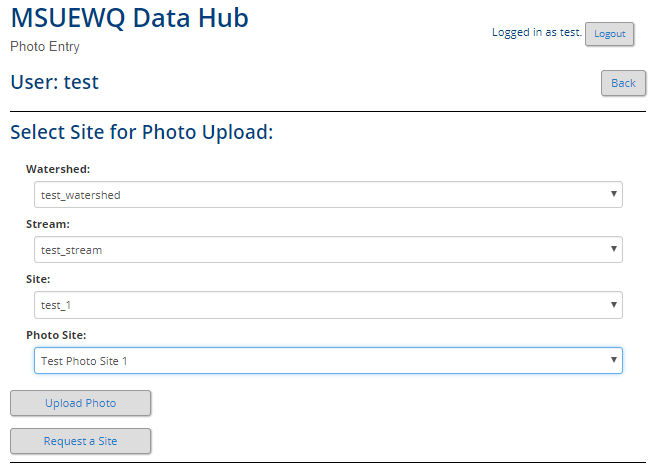 MSUEWQ Data Hub
Logged in as test. Logout
Photo Entry
User: test
Back
Select Site for Photo Upload:
Watershed:
test_watershed
Stream:
test_stream
Site:
test_1
Photo Site:
Test Photo Site 1
Upload Photo
Request a Site